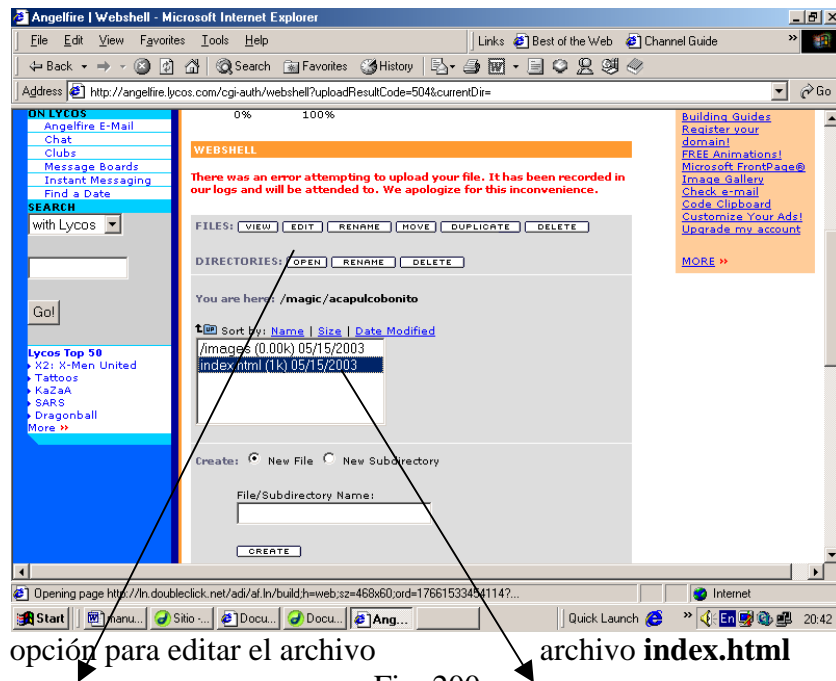 Angelfire | Webshell - Microsoft Internet Explorer
File Edit View Favorites Tools Help
Links Best of the Web Channel Guide »
Back Search Favorites History
Address http://angelfire.lycos.com/cgi-auth/webshell?uploadResultCode=504&currentDir= Go
ON LYCOS
Angelfire E-Mail
Chat
Clubs
Message Boards
Instant Messaging
Find a Date
SEARCH
with Lycos
Go!
Lycos Top 50
X2: X-Men United
Tattoos
KaZaA
SARS
Dragonball
More »
0% 100%
WEBSHELL
There was an error attempting to upload your file. It has been recorded in
our logs and will be attended to. We apologize for this inconvenience.
FILES: VIEW EDIT RENAME MOVE DUPLICATE DELETE
DIRECTORIES: OPEN RENAME DELETE
You are here: /magic/acapulcobonito
UP Sort by: Name | Size | Date Modified
/images (0.00k) 05/15/2003
index.html (1k) 05/15/2003
Create: New File New Subdirectory
File/Subdirectory Name:
CREATE
Building Guides
Register your
domain!
FREE Animations!
Microsoft FrontPage®
Image Gallery
Check e-mail
Code Clipboard
Customize Your Ads!
Upgrade my account
MORE »
Opening page http://ln.doubleclick.net/adi/af.ln/build;h=web;sz=468x60;ord=17661533454114?... Internet
Start manu... Sitio -... Docu... Docu... Ang... Quick Launch » En 20:42
opción para editar el archivo archivo index.html